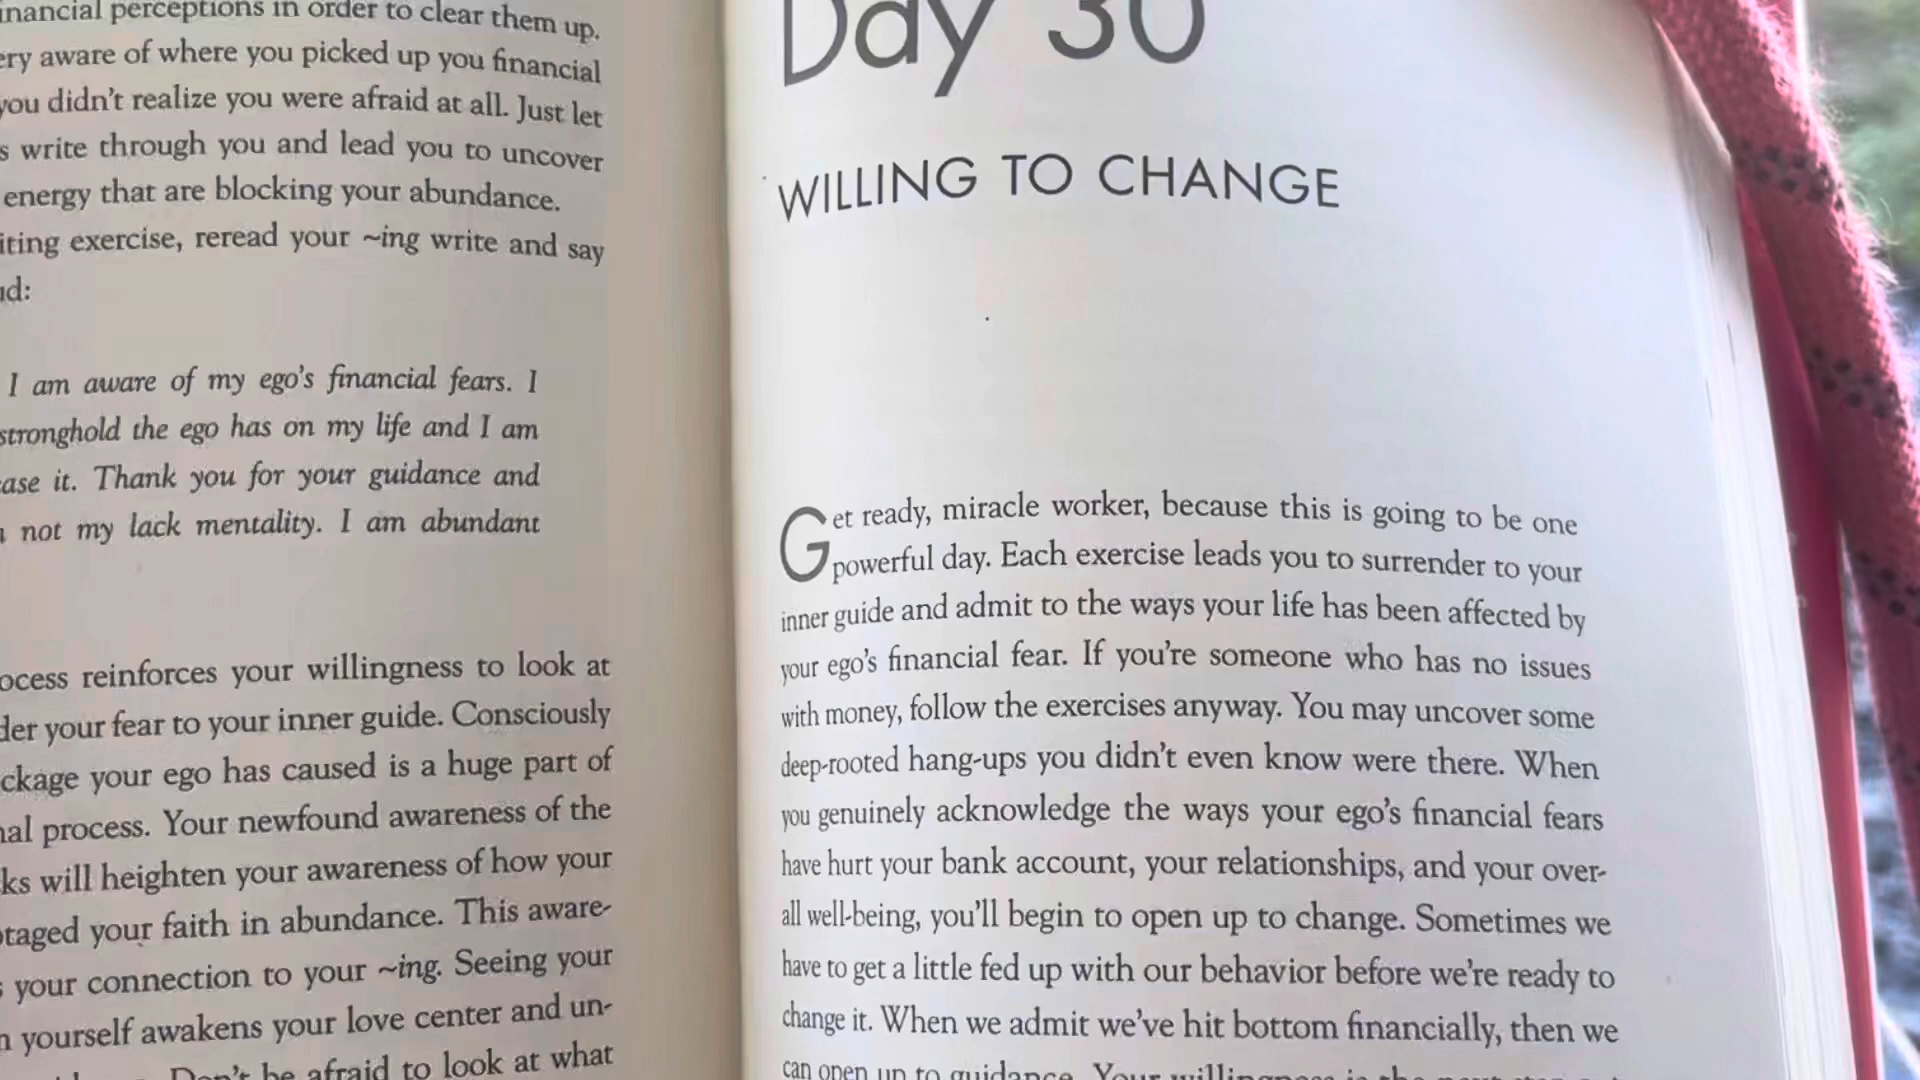 financial perceptions in order to clear them up.
aware of where you picked up you financial
you didn't realize you were afraid at all. Just let
write through you and lead you to uncover
energy that are blocking your abundance.
exercise, reread your ~ing write and say
I am aware of my ego's financial fears. I
stronghold the ego has on my life and I am
it. Thank you for your guidance and
not my lack mentality. I am abundant
reinforces your willingness to look at
your fear to your inner guide. Consciously
your ego has caused is a huge part of
process. Your newfound awareness of the
will heighten your awareness of how your
your faith in abundance. This aware-
your connection to your ~ing. Seeing your
yourself awakens your love center and un-
Don't be afraid to look at what
Day 30
WILLING TO CHANGE
Get ready, miracle worker, because this is going to be one
powerful day. Each exercise leads you to surrender to your
inner guide and admit to the ways your life has been affected by
your ego's financial fear. If you're someone who has no issues
with money, follow the exercises anyway. You may uncover some
deep-rooted hang-ups you didn't even know were there. When
you genuinely acknowledge the ways your ego's financial fears
have hurt your bank account, your relationships, and your over-
all well-being, you'll begin to open up to change. Sometimes we
have to get a little fed up with our behavior before we're ready to
change it. When we admit we've hit bottom financially, then we
can open up to guidance. Your willingness is the